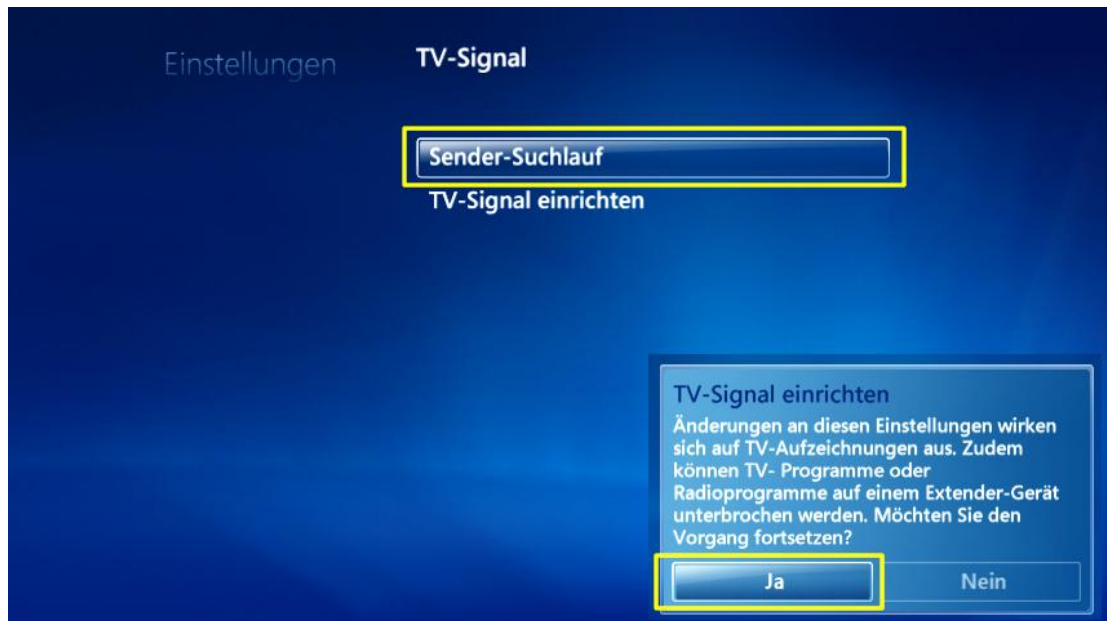 Einstellungen
TV-Signal
Sender-Suchlauf
TV-Signal einrichten
TV-Signal einrichten
Änderungen an diesen Einstellungen wirken
sich auf TV-Aufzeichnungen aus. Zudem
können TV- Programme oder
Radioprogramme auf einem Extender-Gerät
unterbrochen werden. Möchten Sie den
Vorgang fortsetzen?
Ja
Nein